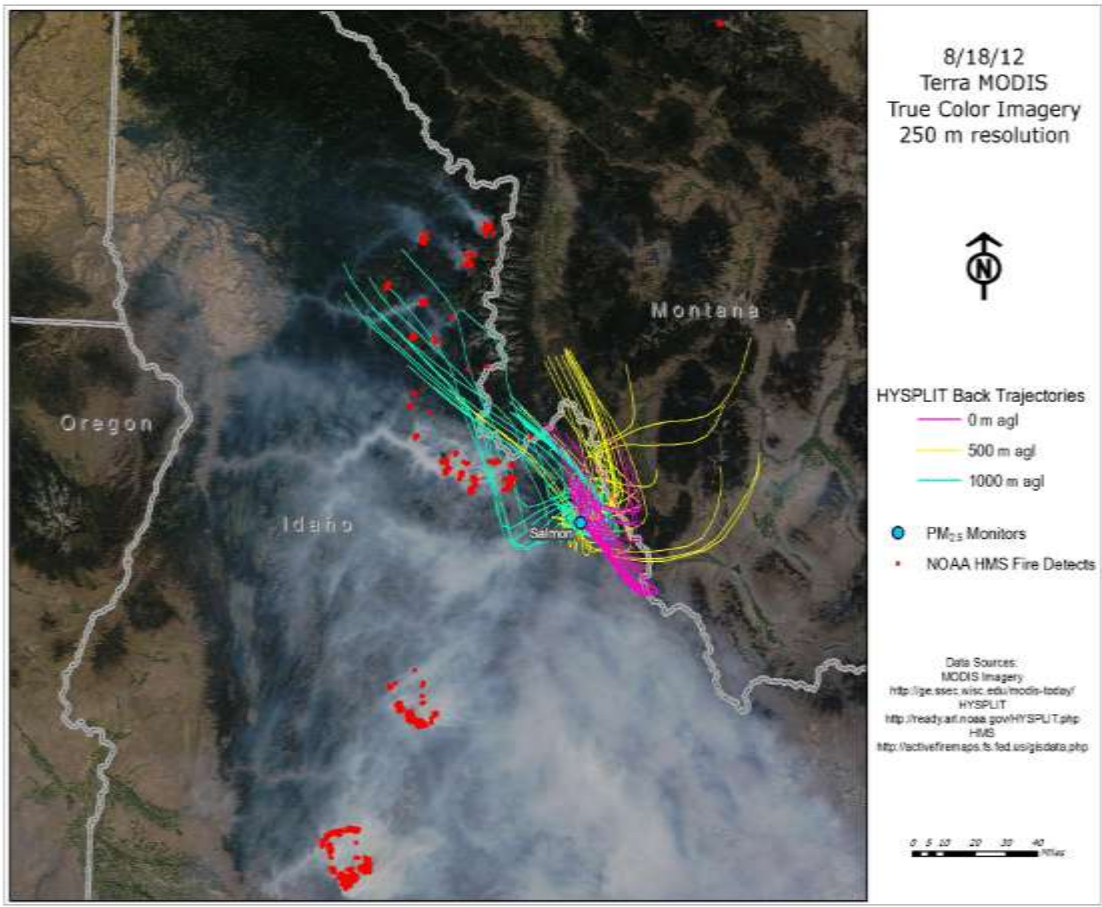 8/18/12
Terra MODIS
True Color Imagery
250 m resolution
N
Montana
Oregon
Idaho
Salmon
HYSPLIT Back Trajectories
0 m agl
500 m agl
1000 m agl
PM2.5 Monitors
NOAA HMS Fire Detects
Data Sources:
MODIS Imagery
http://ge.ssec.wisc.edu/modis-today/
HYSPLIT
http://ready.arl.noaa.gov/HYSPLIT.php
HMS
http://activefiremaps.fs.fed.us/gisdata.php
0 5 10 20 30 40
Miles